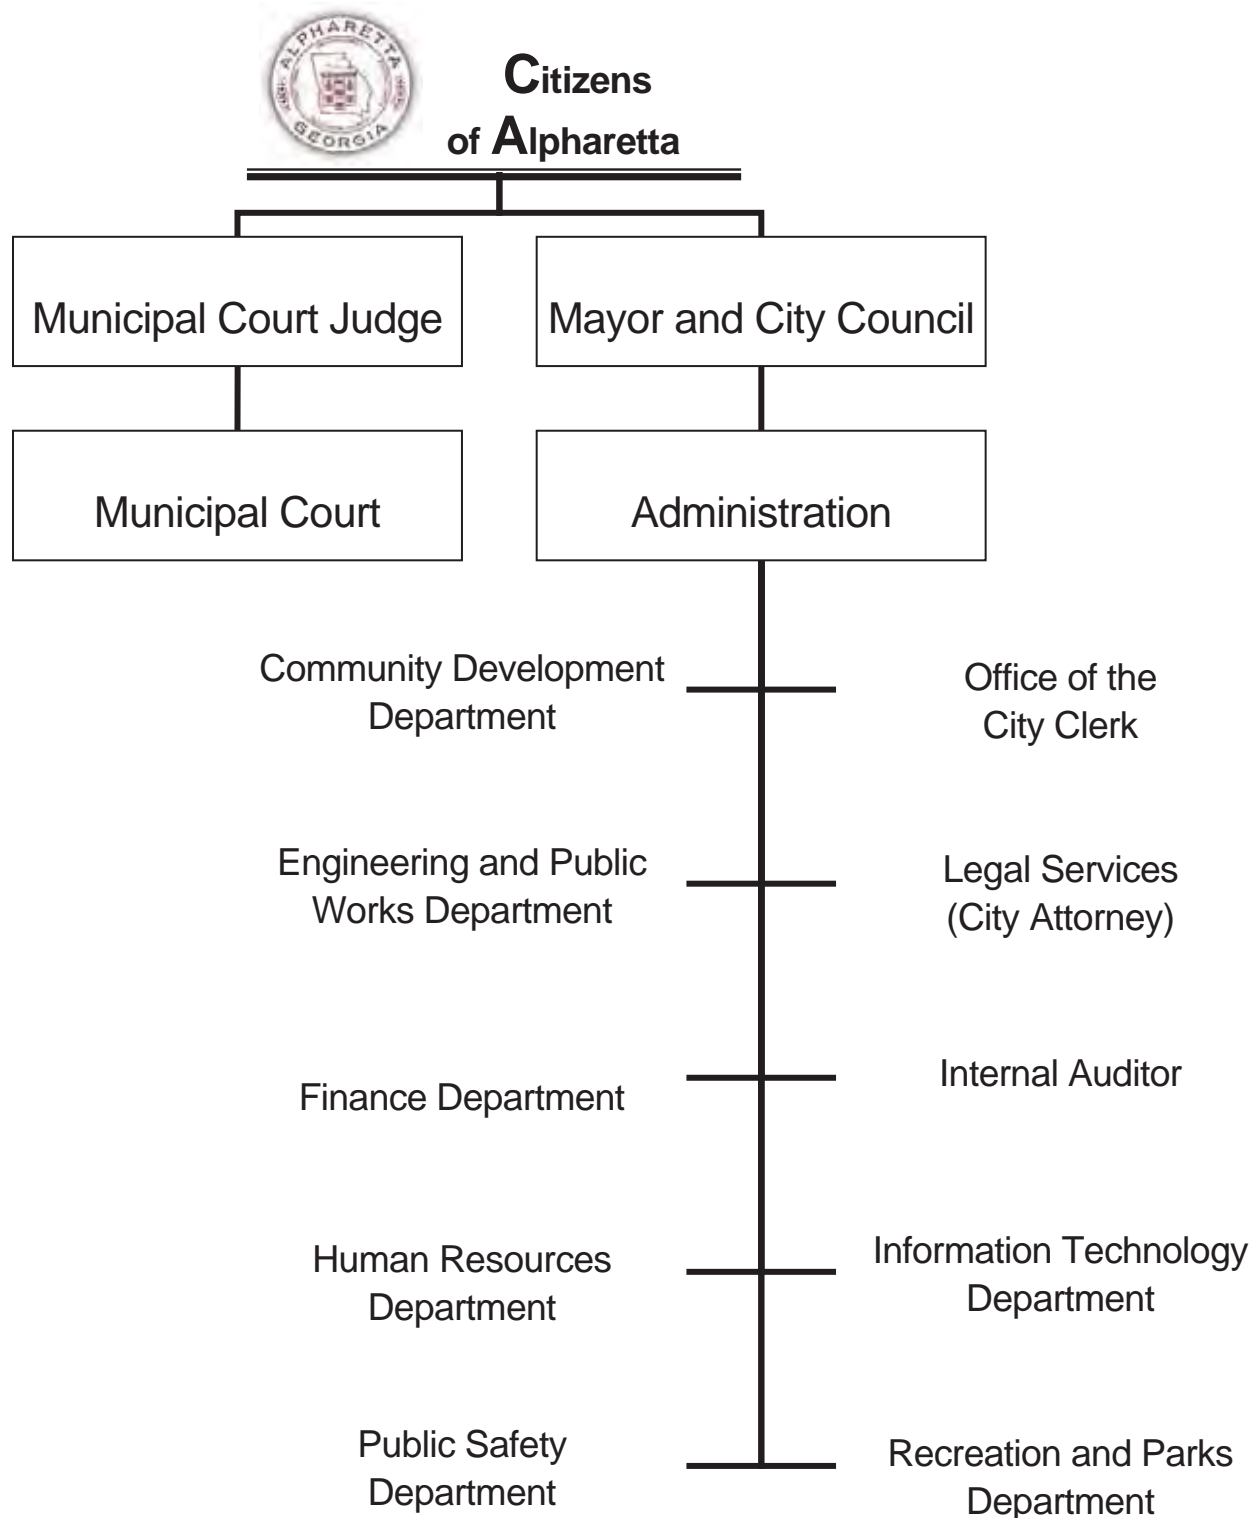 ALPHARETTA
GEORGIA
Citizens
of Alpharetta
Municipal Court Judge
Mayor and City Council
Municipal Court
Administration
Community Development
Department
Office of the
City Clerk
Engineering and Public
Works Department
Legal Services
(City Attorney)
Finance Department
Internal Auditor
Human Resources
Department
Information Technology
Department
Public Safety
Department
Recreation and Parks
Department